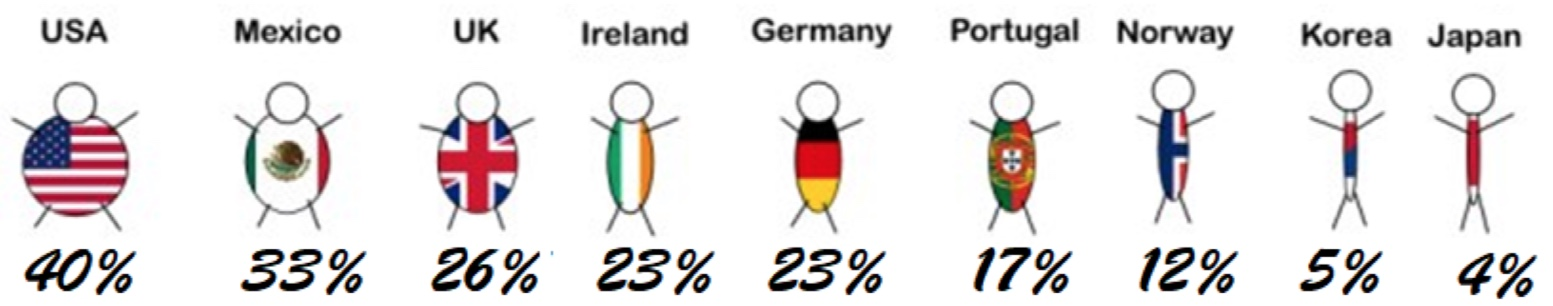 USA Mexico UK Ireland Germany Portugal Norway Korea Japan
40% 33% 26% 23% 23% 17% 12% 5% 4%